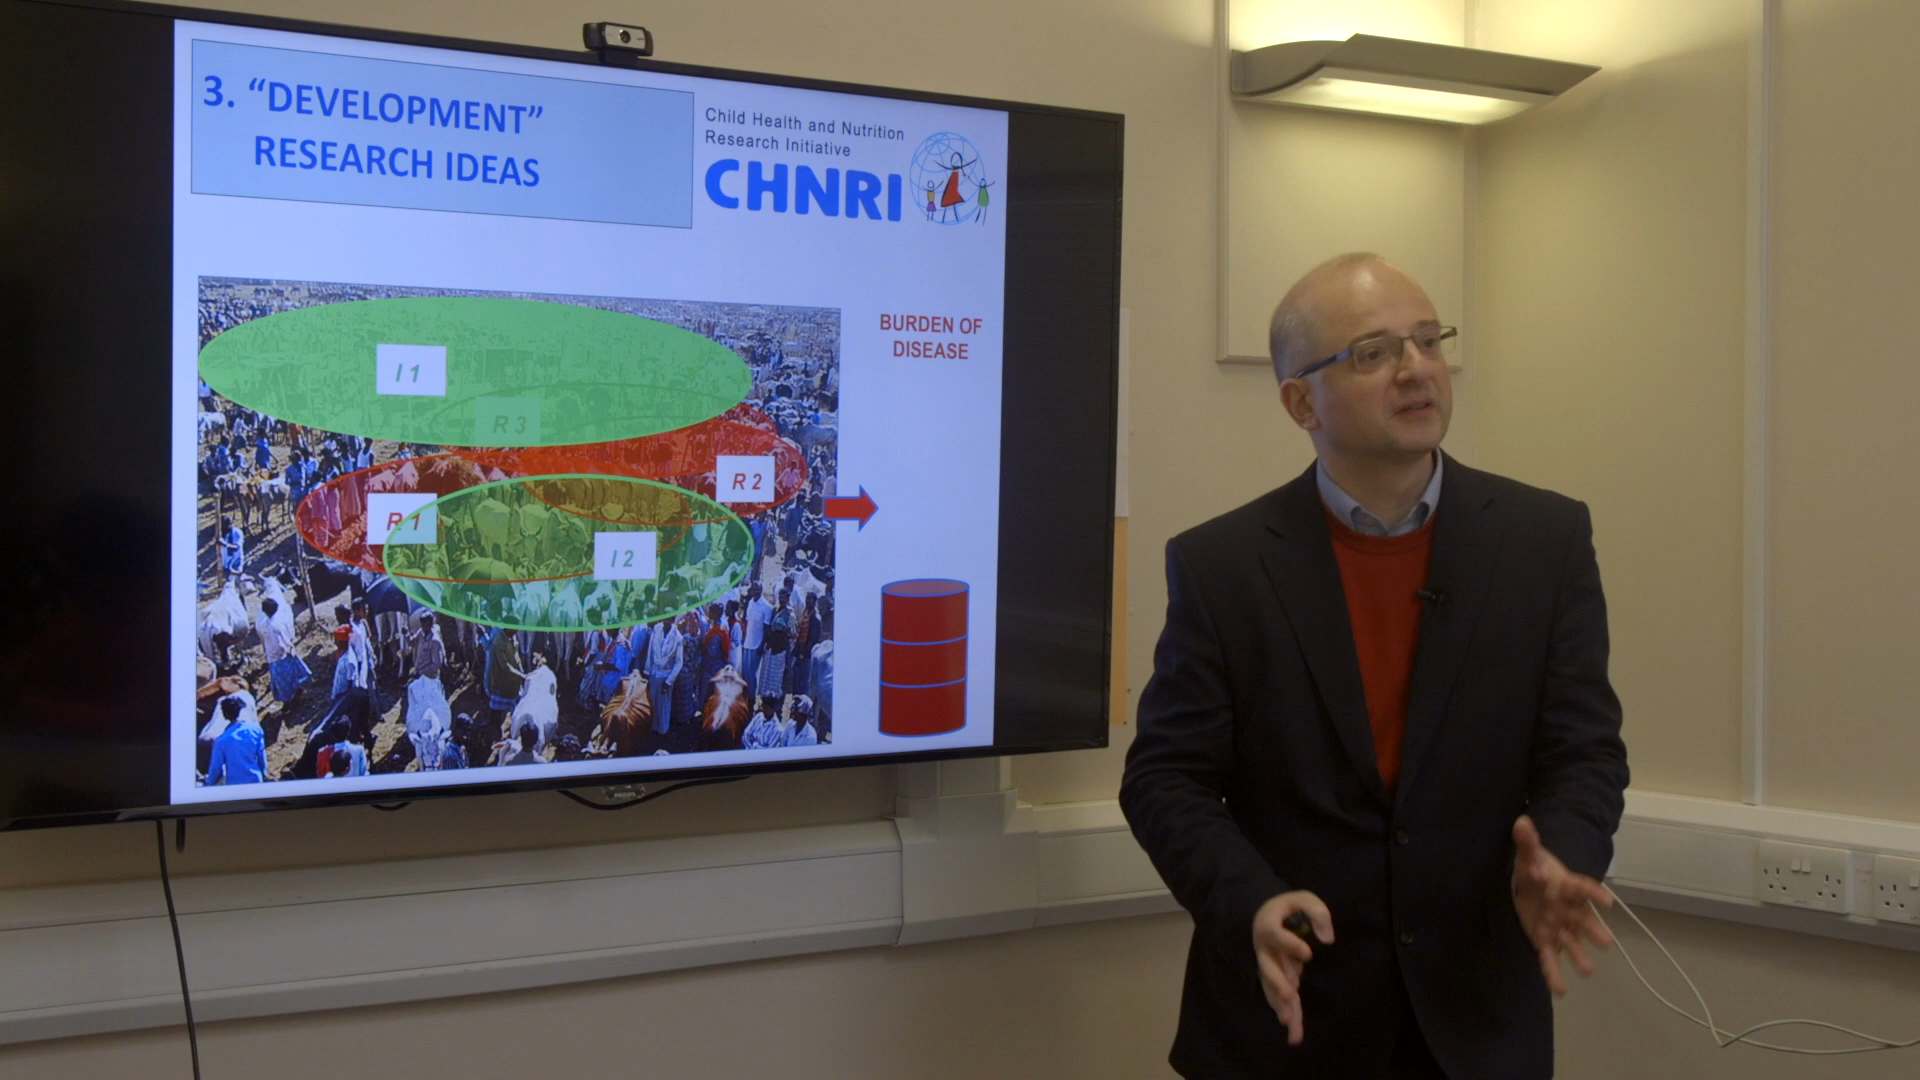 3. “DEVELOPMENT”
RESEARCH IDEAS
Child Health and Nutrition
Research Initiative
CHNRI
I 1
R 3
R 2
R 1
I 2
BURDEN OF
DISEASE
PHILIPS